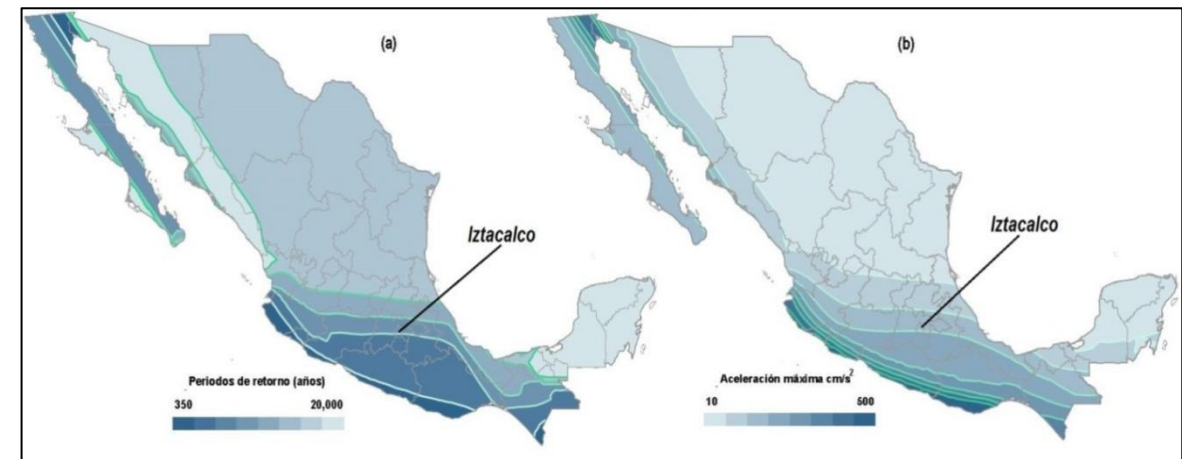 (a)
Iztacalco
Periodos de retorno (años)
350 20,000
(b)
Iztacalco
Aceleración máxima cm/s²
10 500